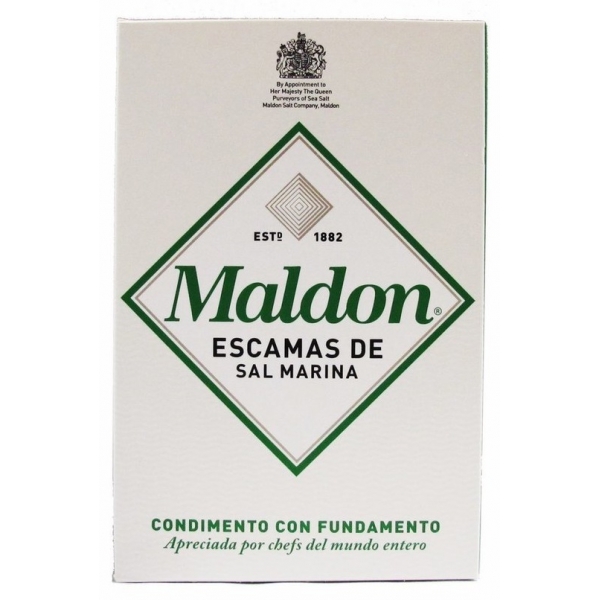 By Appointment to
Her Majesty The Queen
Purveyors of Sea Salt
Maldon Salt Company, Maldon
ESTD 1882
Maldon®
ESCAMAS DE
SAL MARINA
CONDIMENTO CON FUNDAMENTO
Apreciada por chefs del mundo entero